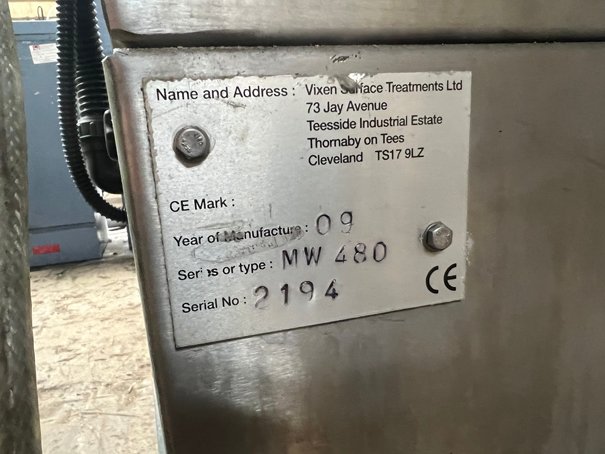 Name and Address : Vixen Surface Treatments Ltd
73 Jay Avenue
Teesside Industrial Estate
Thornaby on Tees
Cleveland TS17 9LZ
CE Mark :
Year of Manufacture : 09
Series or type : MW 480
Serial No : 2194
CE